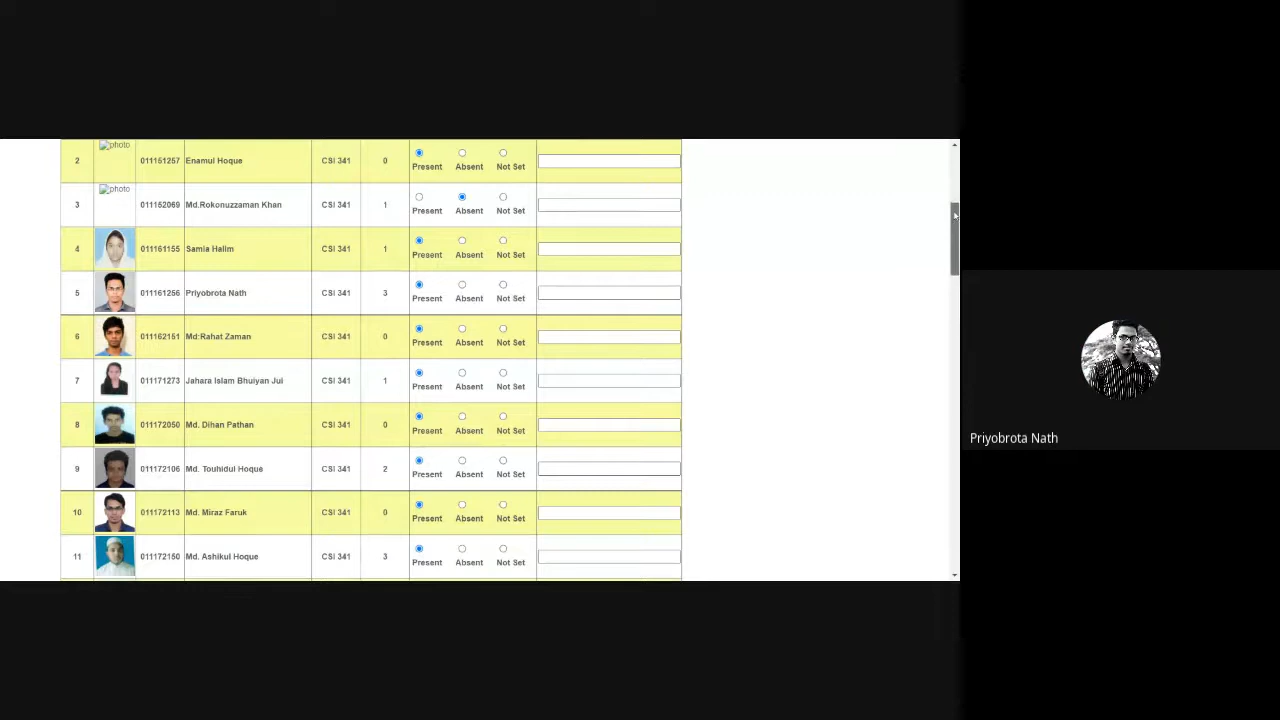 photo
2 011151257 Enamul Hoque CSI 341 0 Present Absent Not Set
photo
3 011152069 Md.Rokonuzzaman Khan CSI 341 1 Present Absent Not Set
4 011161155 Samia Halim CSI 341 1 Present Absent Not Set
5 011161256 Priyobrota Nath CSI 341 3 Present Absent Not Set
6 011162151 Md:Rahat Zaman CSI 341 0 Present Absent Not Set
7 011171273 Jahara Islam Bhuiyan Jui CSI 341 1 Present Absent Not Set
8 011172050 Md. Dihan Pathan CSI 341 0 Present Absent Not Set
9 011172106 Md. Touhidul Hoque CSI 341 2 Present Absent Not Set
10 011172113 Md. Miraz Faruk CSI 341 0 Present Absent Not Set
11 011172150 Md. Ashikul Hoque CSI 341 3 Present Absent Not Set
Priyobrota Nath